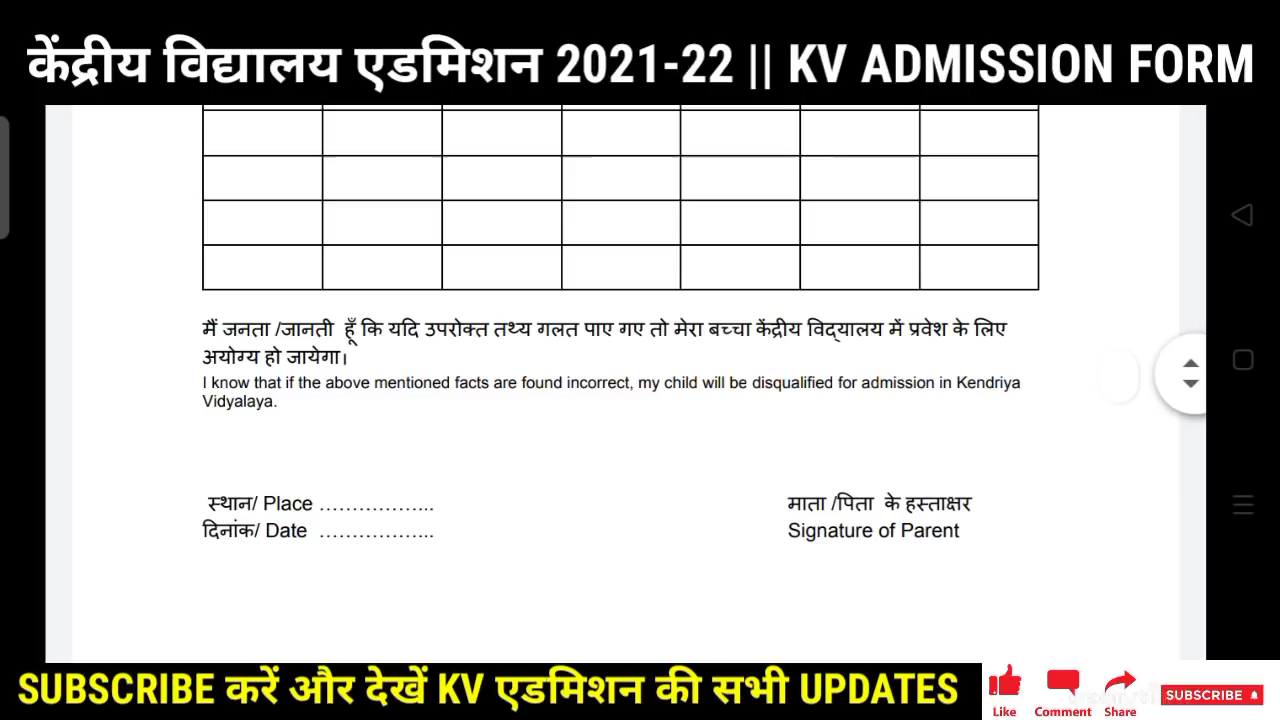 केंद्रीय विद्यालय एडमिशन 2021-22 || KV ADMISSION FORM
मैं जनता /जानती हूँ कि यदि उपरोक्त तथ्य गलत पाए गए तो मेरा बच्चा केंद्रीय विद्यालय में प्रवेश के लिए
अयोग्य हो जायेगा।
I know that if the above mentioned facts are found incorrect, my child will be disqualified for admission in Kendriya
Vidyalaya.
स्थान/ Place ………………...
माता /पिता के हस्ताक्षर
दिनांक/ Date ………………...
Signature of Parent
SUBSCRIBE करें और देखें KV एडमिशन की सभी UPDATES
Like Comment Share SUBSCRIBE